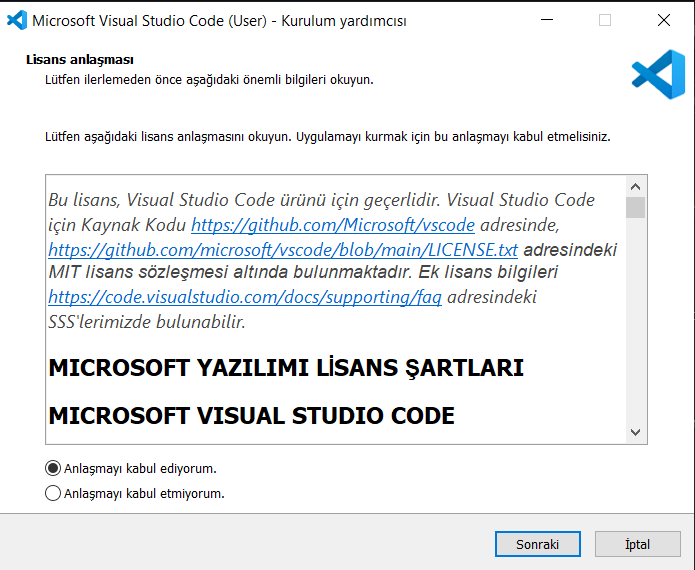 Microsoft Visual Studio Code (User) - Kurulum yardımcısı
Lisans anlaşması
Lütfen ilerlemeden önce aşağıdaki önemli bilgileri okuyun.
Lütfen aşağıdaki lisans anlaşmasını okuyun. Uygulamayı kurmak için bu anlaşmayı kabul etmelisiniz.
Bu lisans, Visual Studio Code ürünü için geçerlidir. Visual Studio Code
için Kaynak Kodu https://github.com/Microsoft/vscode adresinde,
https://github.com/microsoft/vscode/blob/main/LICENSE.txt adresindeki
MIT lisans sözleşmesi altında bulunmaktadır. Ek lisans bilgileri
https://code.visualstudio.com/docs/supporting/faq adresindeki
SSS'lerimizde bulunabilir.
MICROSOFT YAZILIMI LİSANS ŞARTLARI
MICROSOFT VISUAL STUDIO CODE
Anlaşmayı kabul ediyorum.
Anlaşmayı kabul etmiyorum.
Sonraki
İptal